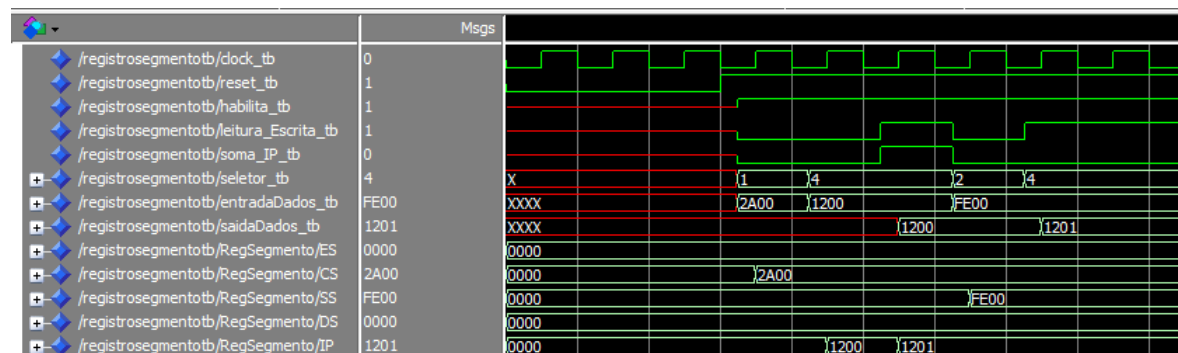 Msgs
/registrosegmentotb/clock_tb 0
/registrosegmentotb/reset_tb 1
/registrosegmentotb/habilita_tb 1
/registrosegmentotb/leitura_Escrita_tb 1
/registrosegmentotb/soma_IP_tb 0
/registrosegmentotb/seletor_tb 4 X 1 4 2 4
/registrosegmentotb/entradaDados_tb FE00 XXXX 2A00 1200 FE00
/registrosegmentotb/saidaDados_tb 1201 XXXX 1200 1201
/registrosegmentotb/RegSegmento/ES 0000 0000
/registrosegmentotb/RegSegmento/CS 2A00 0000 2A00
/registrosegmentotb/RegSegmento/SS FE00 0000 FE00
/registrosegmentotb/RegSegmento/DS 0000 0000
/registrosegmentotb/RegSegmento/IP 1201 0000 1200 1201